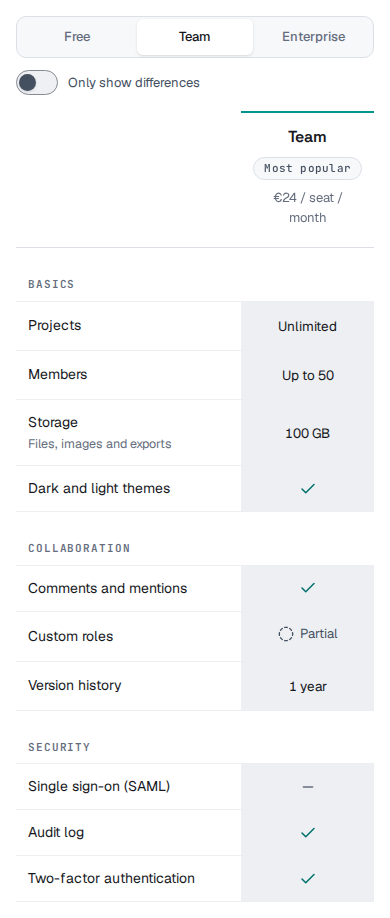 Free
Team
Enterprise
Only show differences
Team
Most popular
€24 / seat /
month
BASICS
Projects
Unlimited
Members
Up to 50
Storage
Files, images and exports
100 GB
Dark and light themes
COLLABORATION
Comments and mentions
Custom roles
Partial
Version history
1 year
SECURITY
Single sign-on (SAML)
–
Audit log
Two-factor authentication